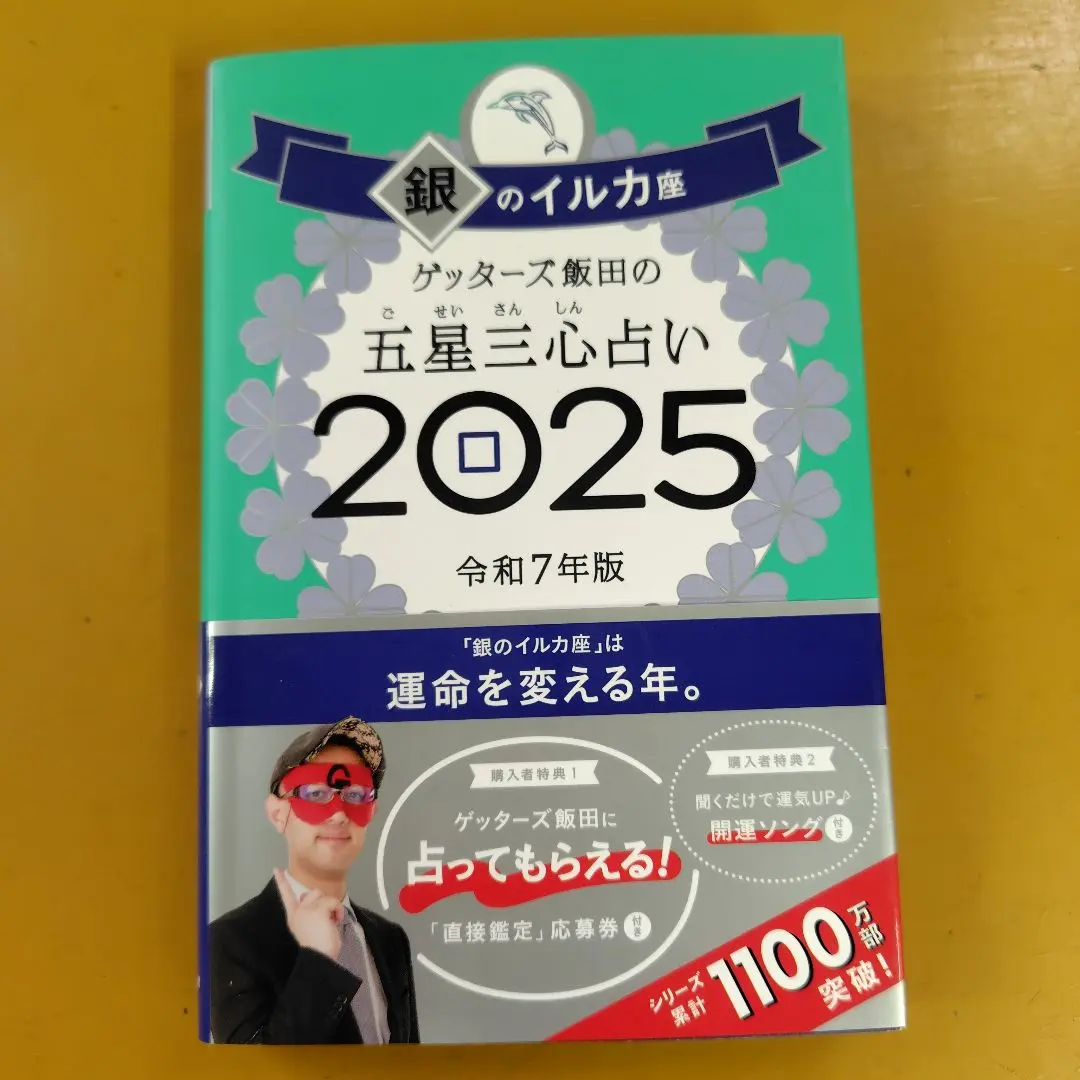 銀のイルカ座
ゲッターズ飯田の
ご せい さん しん
五星三心占い
2025
令和7年版
「銀のイルカ座」は
運命を変える年。
G
購入者特典1
ゲッターズ飯田に
占ってもらえる!
「直接鑑定」応募券付き
購入者特典2
聞くだけで運気UP♪
開運ソング付き
シリーズ
累計
1100万部
突破!